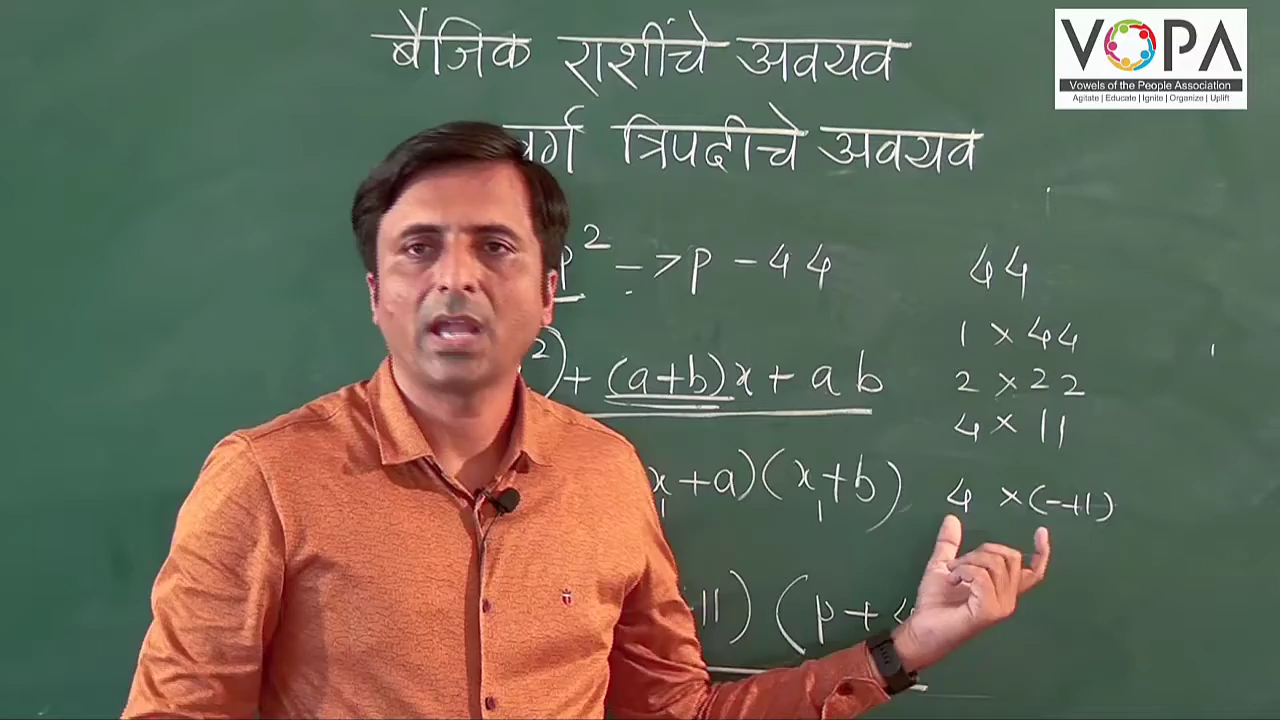 बैजिक राशींचे अवयव
वर्ग त्रिपदीचे अवयव
p² - 7p - 44
²) + (a+b)x + ab
x + a) (x + b)
11) (p + 4
44
1 × 44
2 × 22
4 × 11
4 × (-11)
VOPA
Vowels of the People Association
Agitate | Educate | Ignite | Organize | Uplift